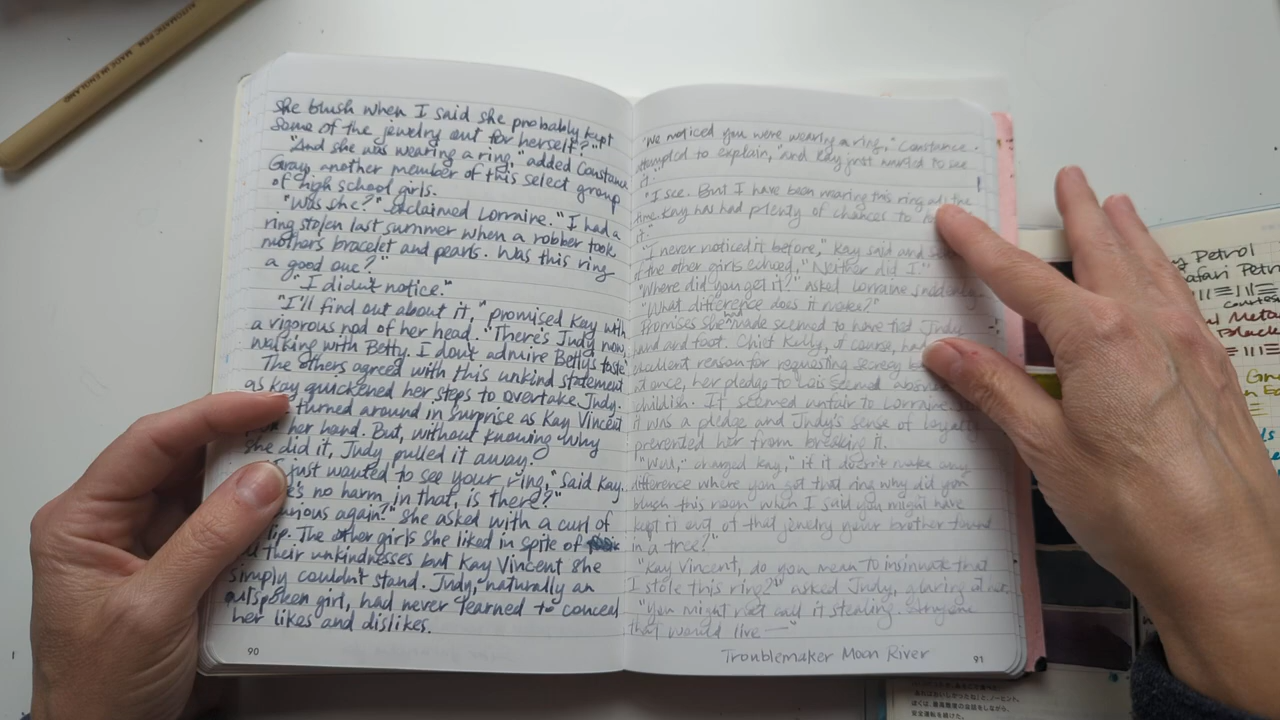 AUTOMATIC PEN MADE IN ENGLAND
she blush when I said she probably kept
some of the jewelry out for herself?"
"And she was wearing a ring," added Constance
Gray, another member of this select group
of high school girls.
"Was she?" exclaimed Lorraine. "I had a
ring stolen last summer when a robber took
mothers bracelet and pearls. Was this ring
a good one?"
"I didn't notice."
"I'll find out about it," promised Kay with
a vigorous nod of her head. "There's Judy now,
walking with Betty. I don't admire Betty's taste
The others agreed with this unkind statement
as Kay quickened her steps to overtake Judy.
turned around in surprise as Kay Vincent
her hand. But, without knowing why
she did it, Judy pulled it away.
just wanted to see your ring," said Kay.
no harm in that, is there?"
again?" she asked with a curl of
lip. The other girls she liked in spite of
their unkindnesses but Kay Vincent she
simply couldn't stand. Judy, naturally an
outspoken girl, had never learned to conceal
her likes and dislikes.
90
"We noticed you were wearing a ring," Constance
attempted to explain, "and Kay just wanted to see
it."
"I see. But I have been wearing this ring all the
time. Kay has had plenty of chances to
it."
"I never noticed it before," Kay said and
of the other girls echoed, "Neither did I."
"Where did you get it?" asked Lorraine suddenly.
"What difference does it make?"
Promises she had made seemed to have tied Judy
hand and foot. Chief Kelly, of course, had
excellent reason for requesting secrecy
her pledge to Lois seemed
childish. It seemed unfair to Lorraine.
it was a pledge and Judy's sense of loyalty
prevented her from breaking it.
"Well," charged Kay, "if it doesn't make any
difference where you got that ring why did you
blush this noon when I said you might have
kept it out of that jewelry your brother found
in a tree?"
"Kay Vincent, do you mean to insinuate that
I stole this ring?" asked Judy, glaring at her.
"You might not call it stealing.
that would live —"
Troublemaker Moon River
91
Petrol
Safari